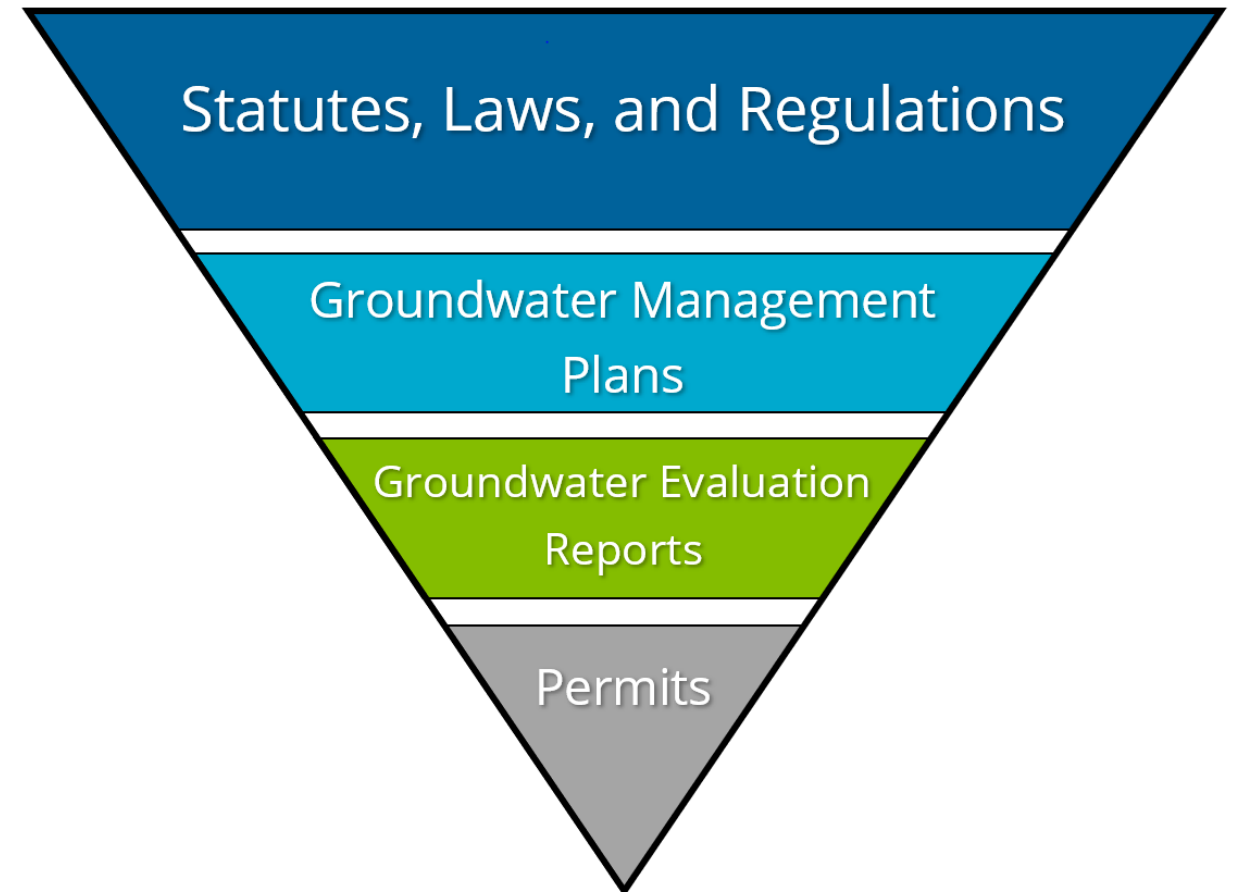 Statutes, Laws, and Regulations
Groundwater Management
Plans
Groundwater Evaluation
Reports
Permits